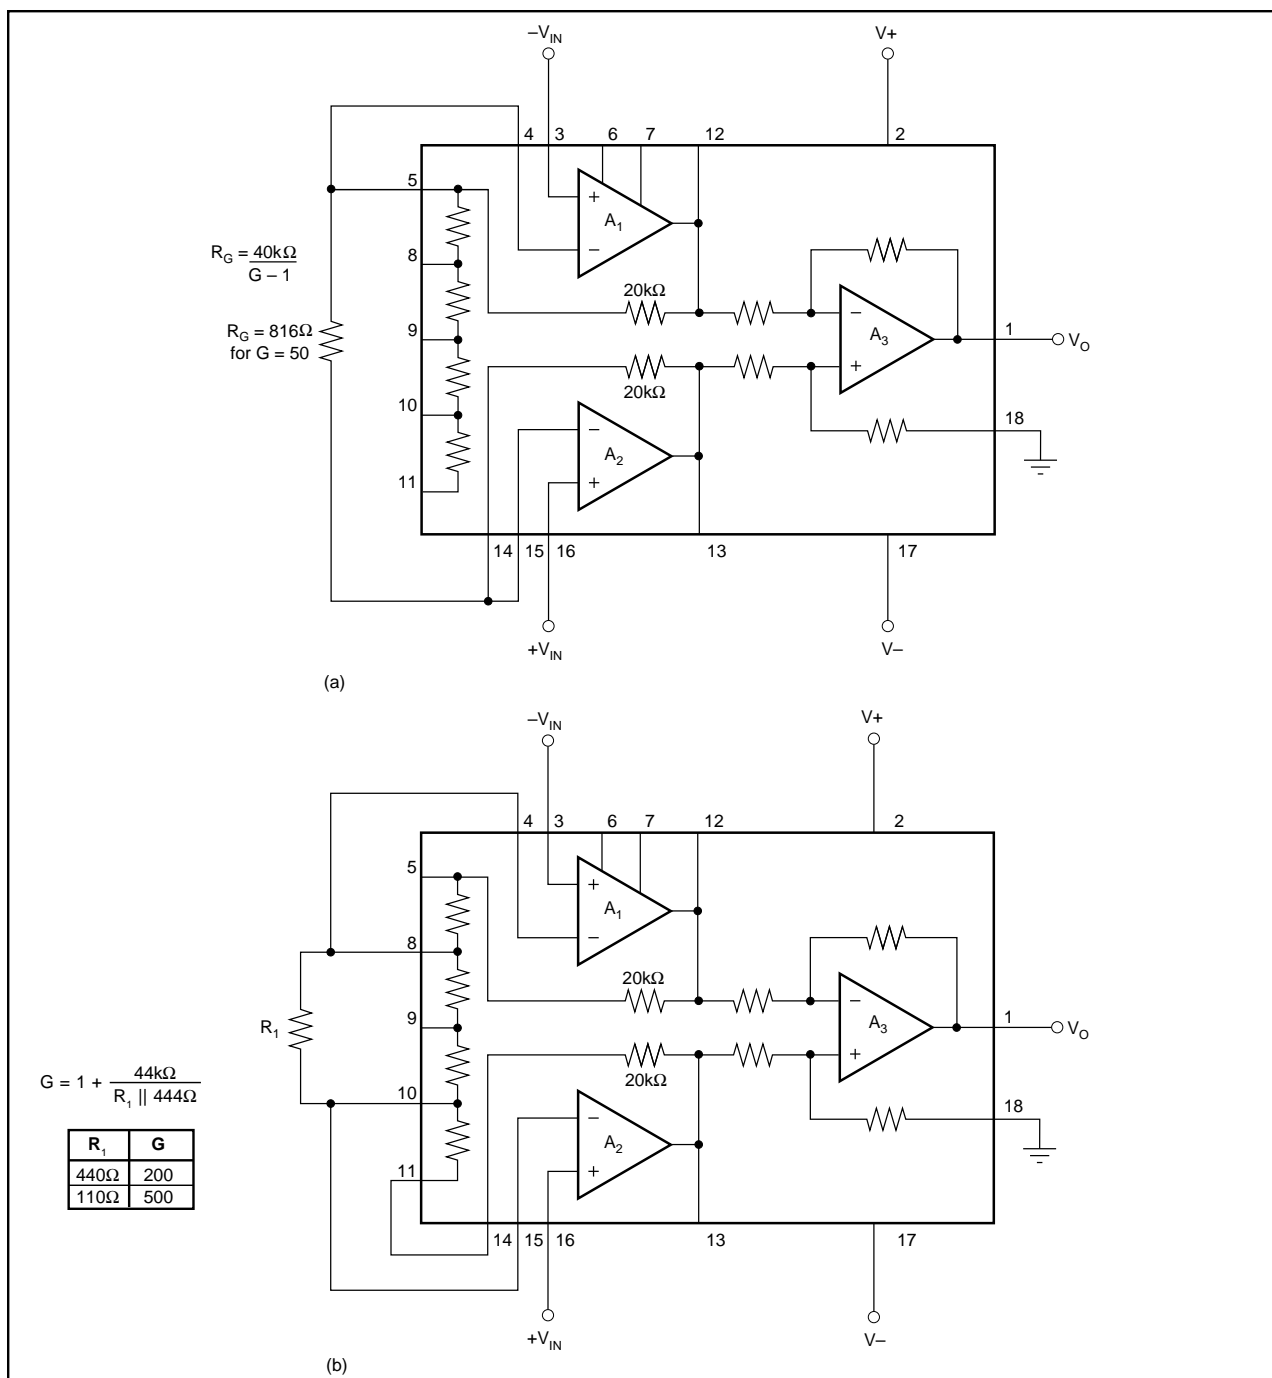 –V_IN
V+
4 3 6 7 12 2
5
+
A_1
–
R_G = 40kΩ / G – 1
8
20kΩ
R_G = 816Ω
for G = 50
9
–
A_3
+
1
V_O
20kΩ
10
–
A_2
+
18
11
14 15 16 13 17
+V_IN
V–
(a)
–V_IN
V+
4 3 6 7 12 2
5
+
A_1
–
8
20kΩ
R_1
9
–
A_3
+
1
V_O
20kΩ
G = 1 + 44kΩ / R_1 || 444Ω
10
–
A_2
+
18
R_1 G
440Ω 200
110Ω 500
11
14 15 16 13 17
+V_IN
V–
(b)